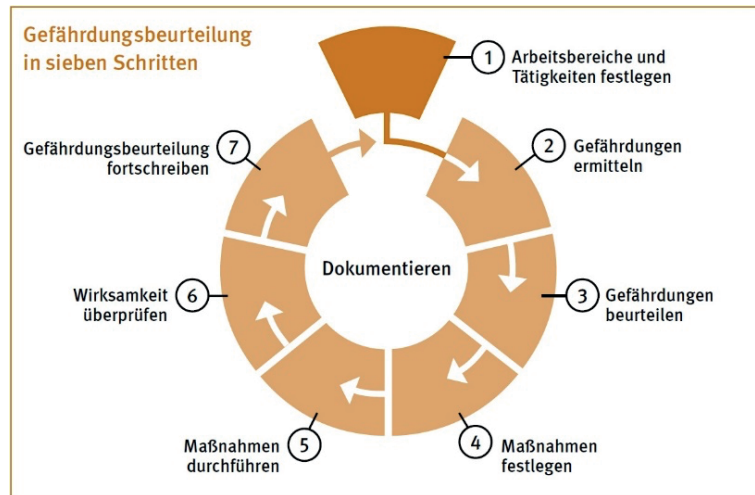 Gefährdungsbeurteilung
in sieben Schritten
1
Arbeitsbereiche und
Tätigkeiten festlegen
2
Gefährdungen
ermitteln
3
Gefährdungen
beurteilen
4
Maßnahmen
festlegen
5
Maßnahmen
durchführen
6
Wirksamkeit
überprüfen
7
Gefährdungsbeurteilung
fortschreiben
Dokumentieren